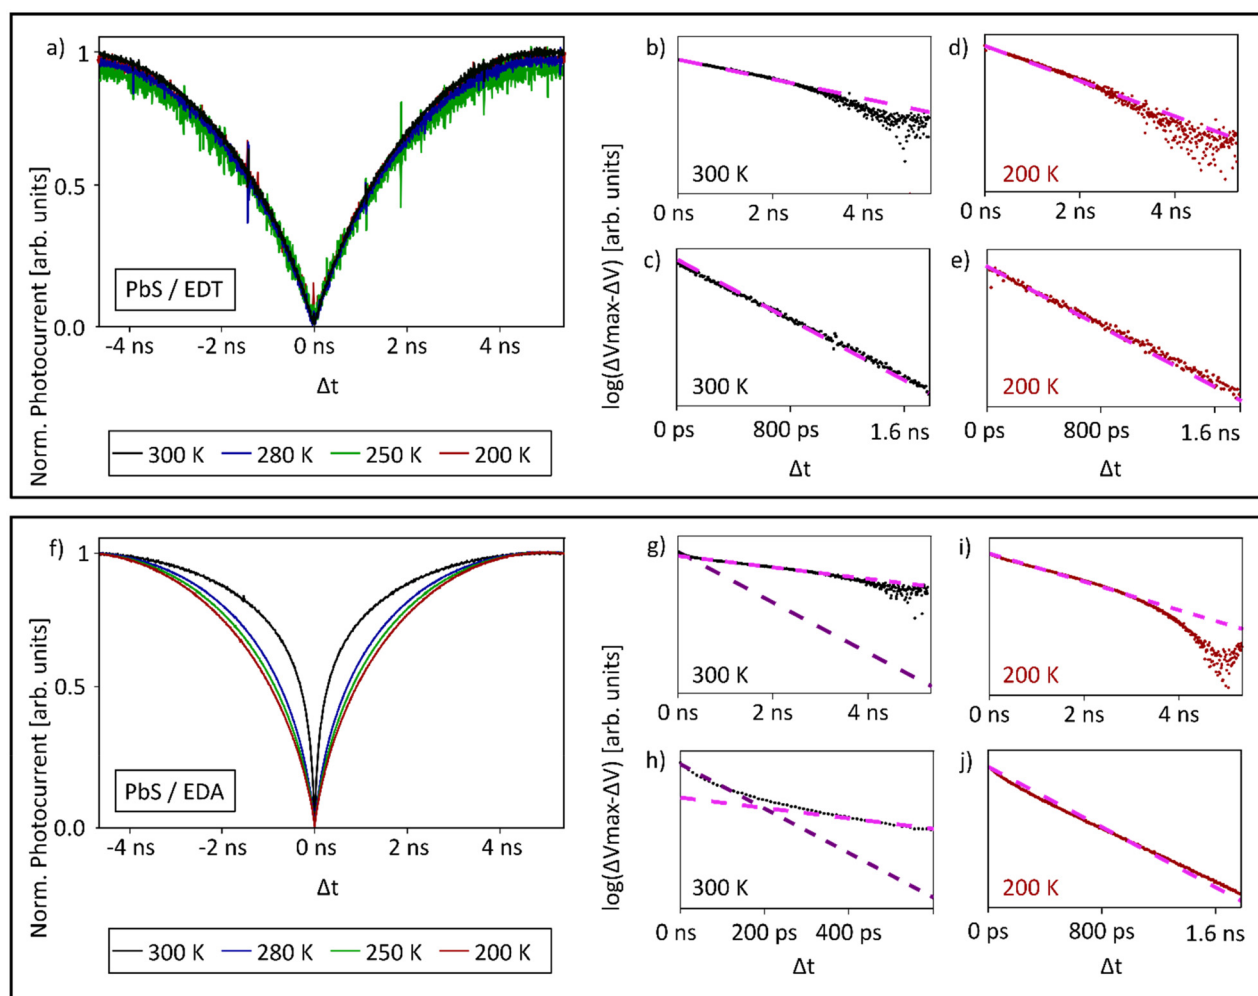 a)
Norm. Photocurrent [arb. units]
1
0.5
0.0
PbS / EDT
-4 ns -2 ns 0 ns 2 ns 4 ns
Δt
300 K 280 K 250 K 200 K
log(ΔVmax-ΔV) [arb. units]
b)
300 K
0 ns 2 ns 4 ns
d)
200 K
0 ns 2 ns 4 ns
c)
300 K
0 ps 800 ps 1.6 ns
Δt
e)
200 K
0 ps 800 ps 1.6 ns
Δt
f)
Norm. Photocurrent [arb. units]
1
0.5
0.0
PbS / EDA
-4 ns -2 ns 0 ns 2 ns 4 ns
Δt
300 K 280 K 250 K 200 K
log(ΔVmax-ΔV) [arb. units]
g)
300 K
0 ns 2 ns 4 ns
i)
200 K
0 ns 2 ns 4 ns
h)
300 K
0 ns 200 ps 400 ps
Δt
j)
200 K
0 ps 800 ps 1.6 ns
Δt